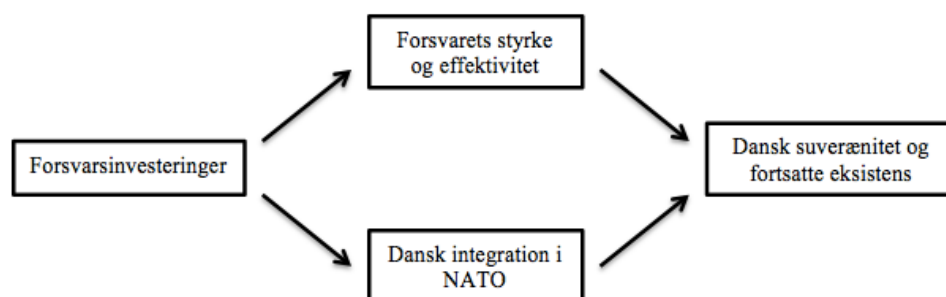 Forsvarets styrke
og effektivitet
Forsvarsinvesteringer
Dansk suverænitet og
fortsatte eksistens
Dansk integration i
NATO